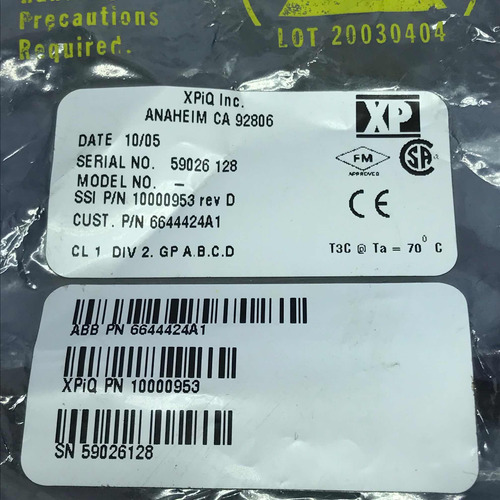 Precautions
Required.
LOT 20030404
XPiQ Inc.
ANAHEIM CA 92806
XP
DATE 10/05
SERIAL NO. 59026 128
MODEL NO. –
SSI P/N 10000953 rev D
CUST. P/N 6644424A1
FM
APPROVED
SA
CE
CL 1. DIV 2. GP A.B.C.D
T3C @ Ta = 70° C
ABB PN 6644424A1
XPiQ PN 10000953
SN 59026128